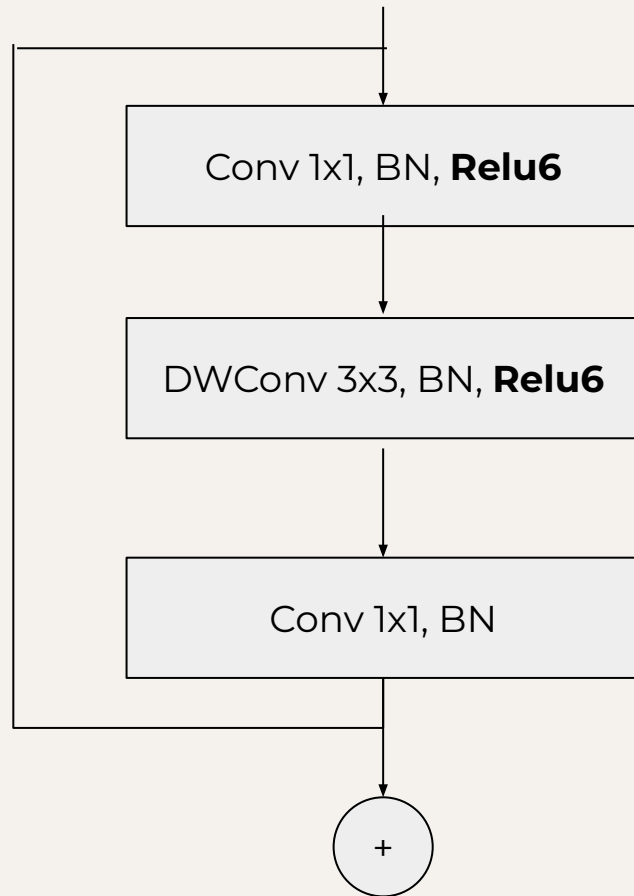 Conv 1x1, BN, Relu6
DWConv 3x3, BN, Relu6
Conv 1x1, BN
+